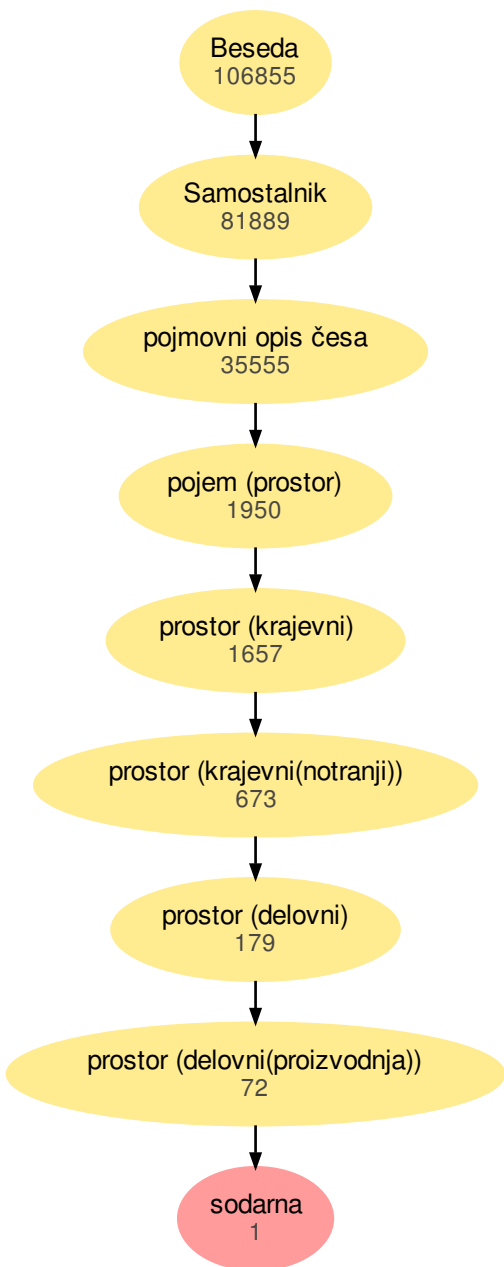 Beseda
106855
Samostalnik
81889
pojmovni opis česa
35555
pojem (prostor)
1950
prostor (krajevni)
1657
prostor (krajevni(notranji))
673
prostor (delovni)
179
prostor (delovni(proizvodnja))
72
sodarna
1